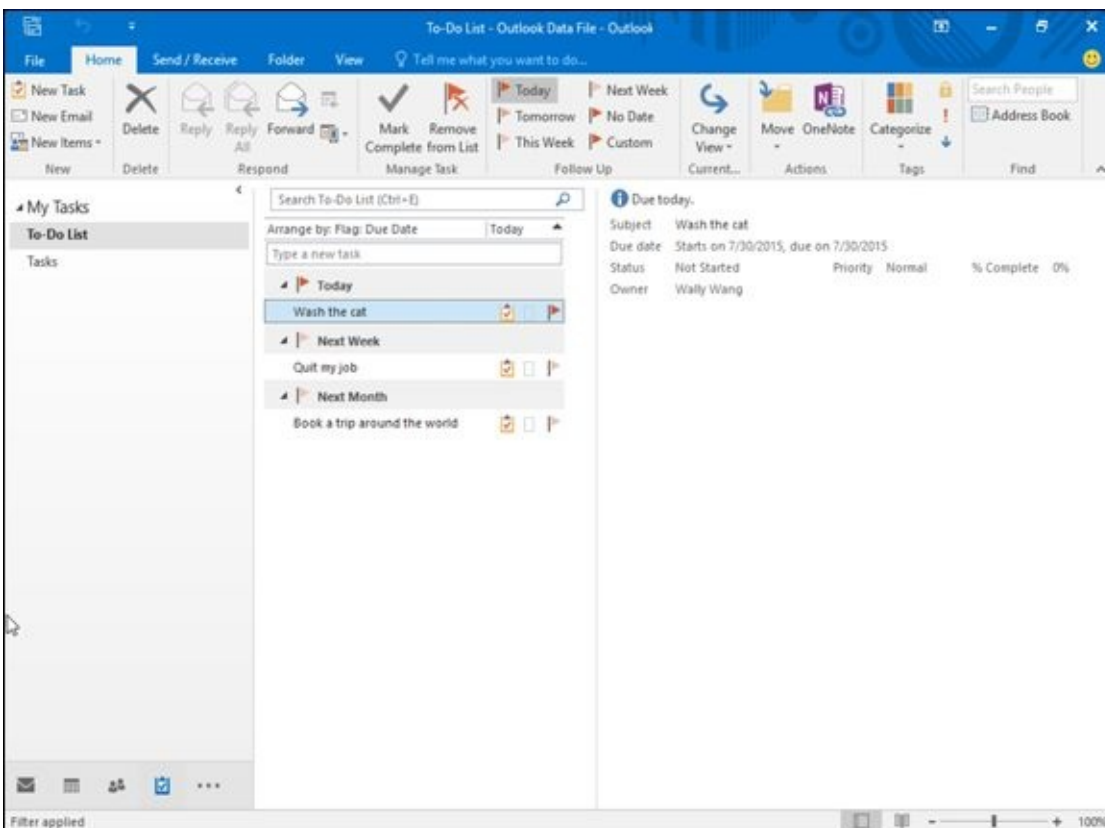 To-Do List - Outlook Data File - Outlook
File Home Send / Receive Folder View Tell me what you want to do...
New Task
New Email
New Items
New
Delete
Delete
Reply
Reply All
Forward
Respond
Mark Complete
Remove from List
Manage Task
Today
Tomorrow
This Week
Next Week
No Date
Custom
Follow Up
Change View
Current...
Move
OneNote
Actions
Categorize
Tags
Search People
Address Book
Find
My Tasks
To-Do List
Tasks
Search To-Do List (Ctrl+E)
Arrange by: Flag: Due Date Today
Type a new task
Today
Wash the cat
Next Week
Quit my job
Next Month
Book a trip around the world
Due today.
Subject Wash the cat
Due date Starts on 7/30/2015, due on 7/30/2015
Status Not Started Priority Normal % Complete 0%
Owner Wally Wang
Filter applied
100%